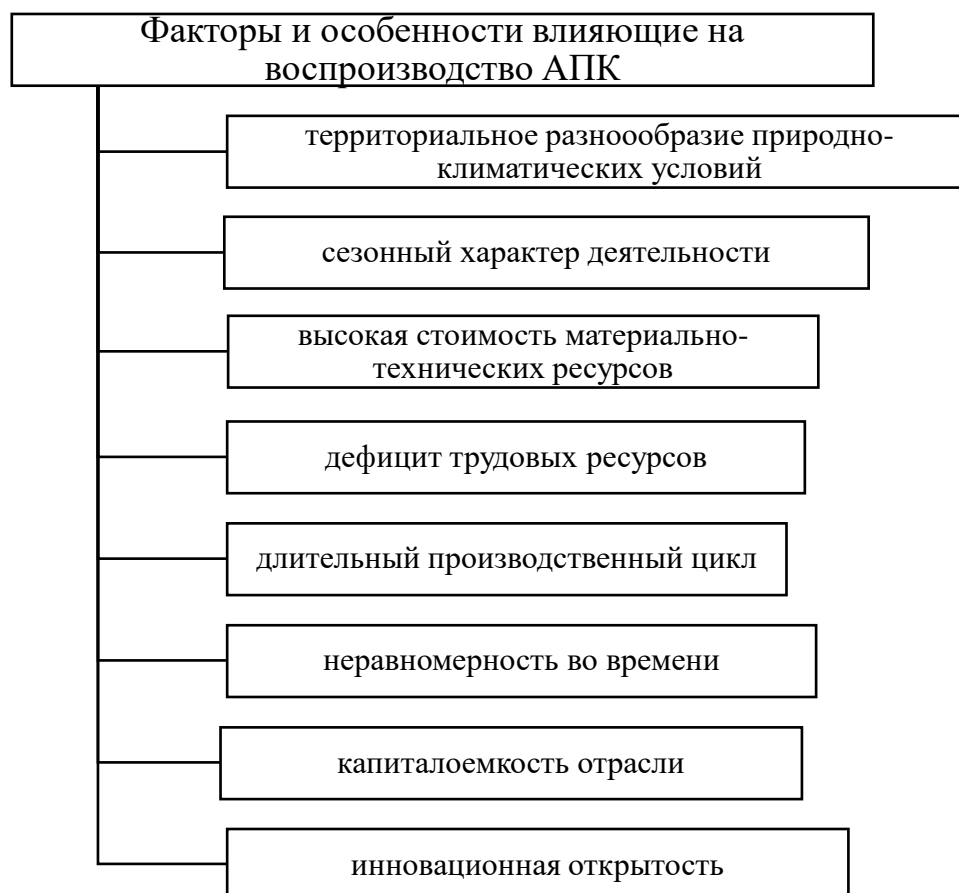 Факторы и особенности влияющие на
воспроизводство АПК
территориальное разноообразие природно-
климатических условий
сезонный характер деятельности
высокая стоимость материально-
технических ресурсов
дефицит трудовых ресурсов
длительный производственный цикл
неравномерность во времени
капиталоемкость отрасли
инновационная открытость